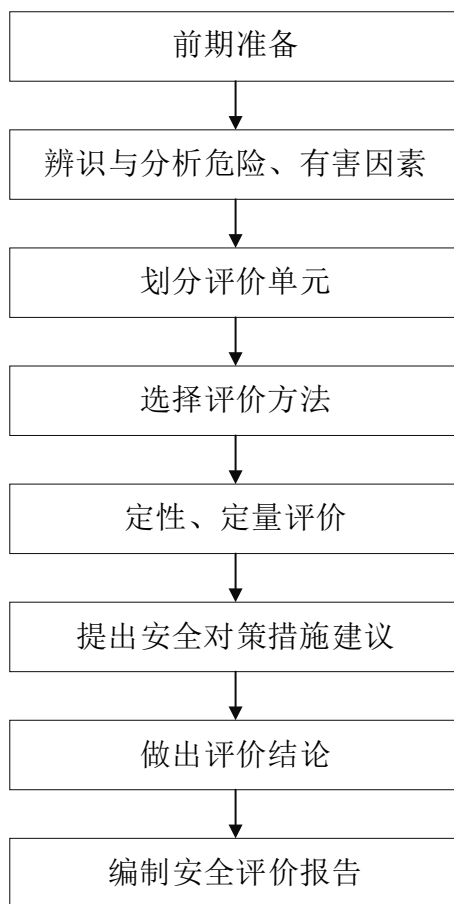 前期准备
辨识与分析危险、有害因素
划分评价单元
选择评价方法
定性、定量评价
提出安全对策措施建议
做出评价结论
编制安全评价报告